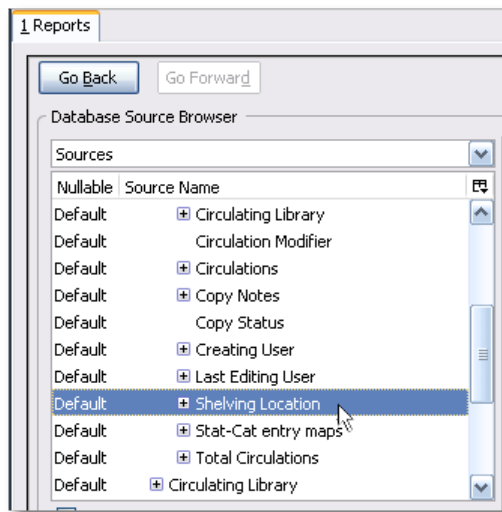 1 Reports
Go Back Go Forward
Database Source Browser
Sources
Nullable Source Name
Default Circulating Library
Default Circulation Modifier
Default Circulations
Default Copy Notes
Default Copy Status
Default Creating User
Default Last Editing User
Default Shelving Location
Default Stat-Cat entry maps
Default Total Circulations
Default Circulating Library